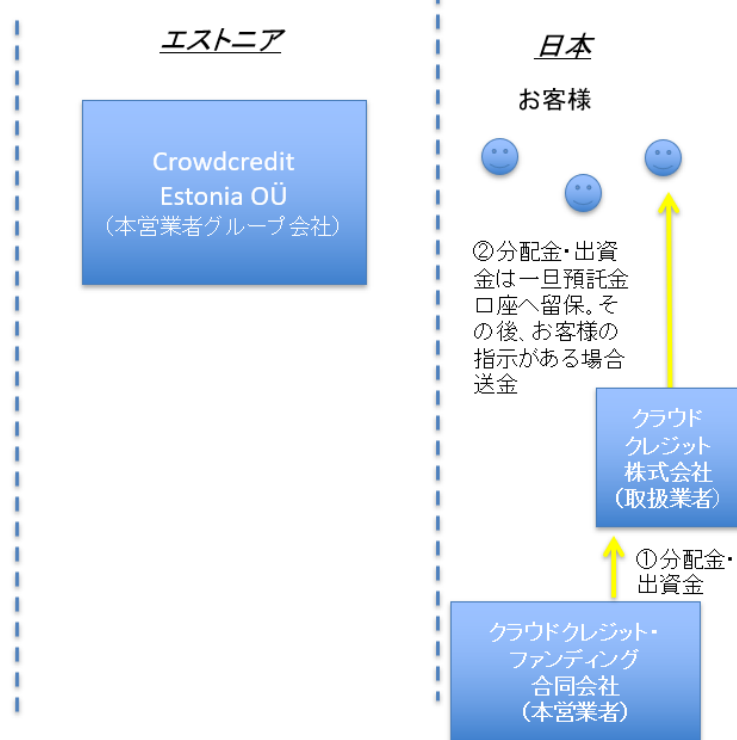 エストニア
日本
お客様
Crowdcredit
Estonia OÜ
(本営業者グループ会社)
②分配金・出資
金は一旦預託金
口座へ留保。そ
の後、お客様の
指示がある場合
送金
クラウド
クレジット
株式会社
(取扱業者)
①分配金・
出資金
クラウドクレジット・
ファンディング
合同会社
(本営業者)